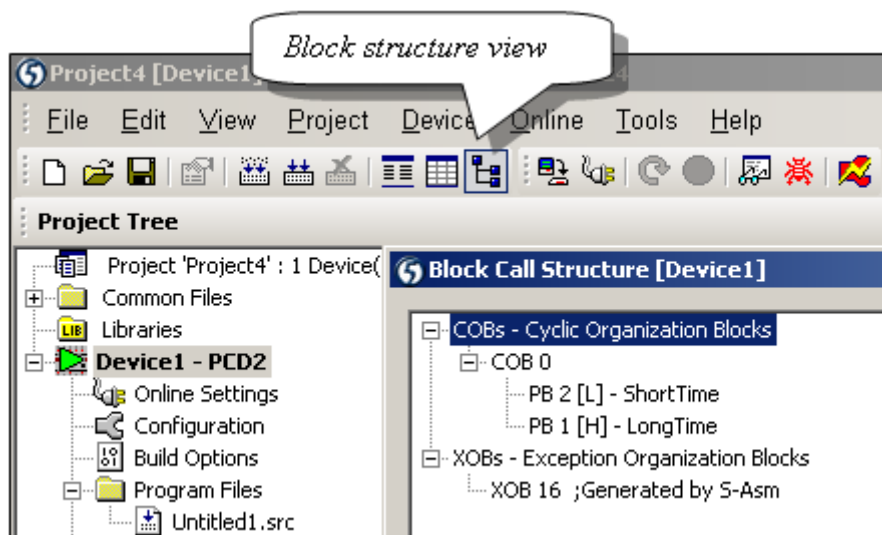 Block structure view
Project4 [Device1]
File Edit View Project Device Online Tools Help
Project Tree
Project 'Project4' : 1 Device(
Common Files
LIB Libraries
Device1 - PCD2
Online Settings
Configuration
Build Options
Program Files
Untitled1.src
Block Call Structure [Device1]
COBs - Cyclic Organization Blocks
COB 0
PB 2 [L] - ShortTime
PB 1 [H] - LongTime
XOBs - Exception Organization Blocks
XOB 16 ;Generated by S-Asm